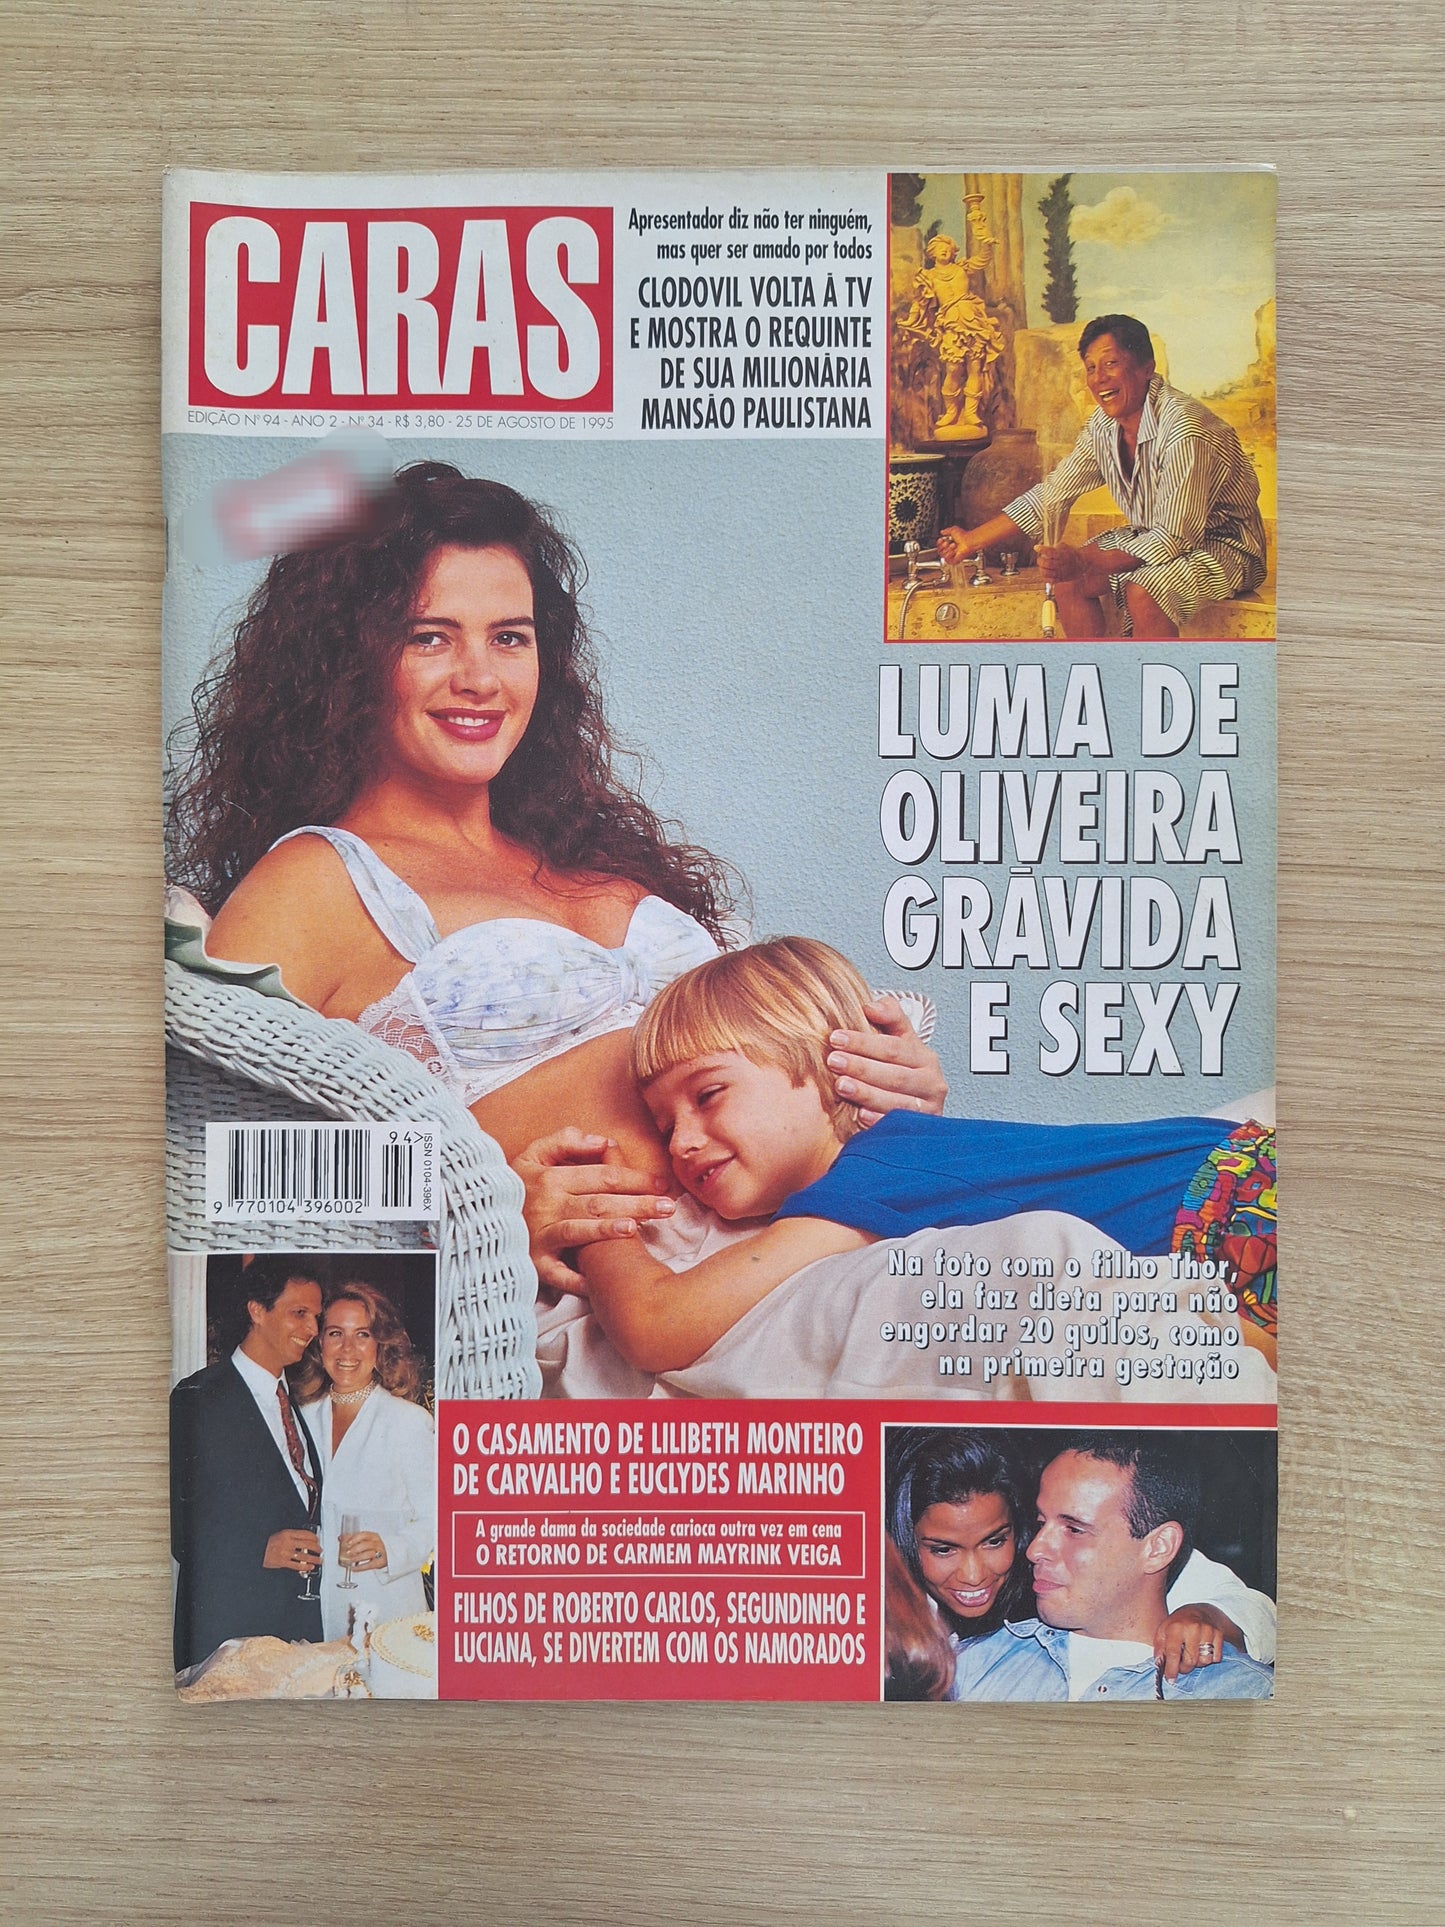 CARAS
EDIÇÃO Nº 94 - ANO 2 - Nº 34 - R$ 3,80 - 25 DE AGOSTO DE 1995
Apresentador diz não ter ninguém,
mas quer ser amado por todos
CLODOVIL VOLTA À TV
E MOSTRA O REQUINTE
DE SUA MILIONÁRIA
MANSÃO PAULISTANA
LUMA DE
OLIVEIRA
GRÁVIDA
E SEXY
94>
ISSN 0104-396X
9 770104 396002
Na foto com o filho Thor,
ela faz dieta para não
engordar 20 quilos, como
na primeira gestação
O CASAMENTO DE LILIBETH MONTEIRO
DE CARVALHO E EUCLYDES MARINHO
A grande dama da sociedade carioca outra vez em cena
O RETORNO DE CARMEM MAYRINK VEIGA
FILHOS DE ROBERTO CARLOS, SEGUNDINHO E
LUCIANA, SE DIVERTEM COM OS NAMORADOS